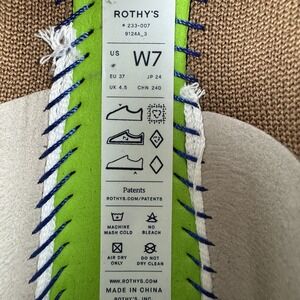 ROTHY'S
# 233-007
9124A_3
US W7
EU 37 JP 24
UK 4.5 CHN 240
Patents
ROTHYS.COM/PATENTS
MACHINE WASH COLD
NO BLEACH
AIR DRY ONLY
DO NOT DRY CLEAN
ROTHYS.COM
MADE IN CHINA
ROTHY'S, INC.